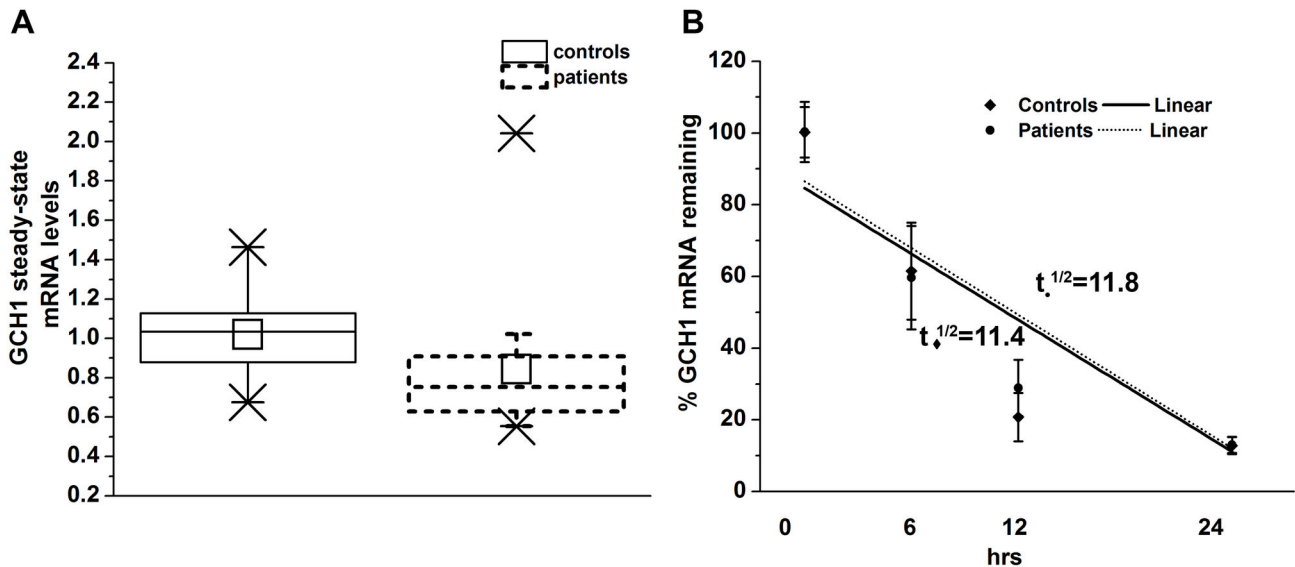 A
controls
patients
GCH1 steady-state
mRNA levels
2.4
2.2
2.0
1.8
1.6
1.4
1.2
1.0
0.8
0.6
0.4
0.2
B
% GCH1 mRNA remaining
120
100
80
60
40
20
0
Controls Linear
Patients Linear
t 1/2=11.8
t 1/2=11.4
0 6 12 24
hrs